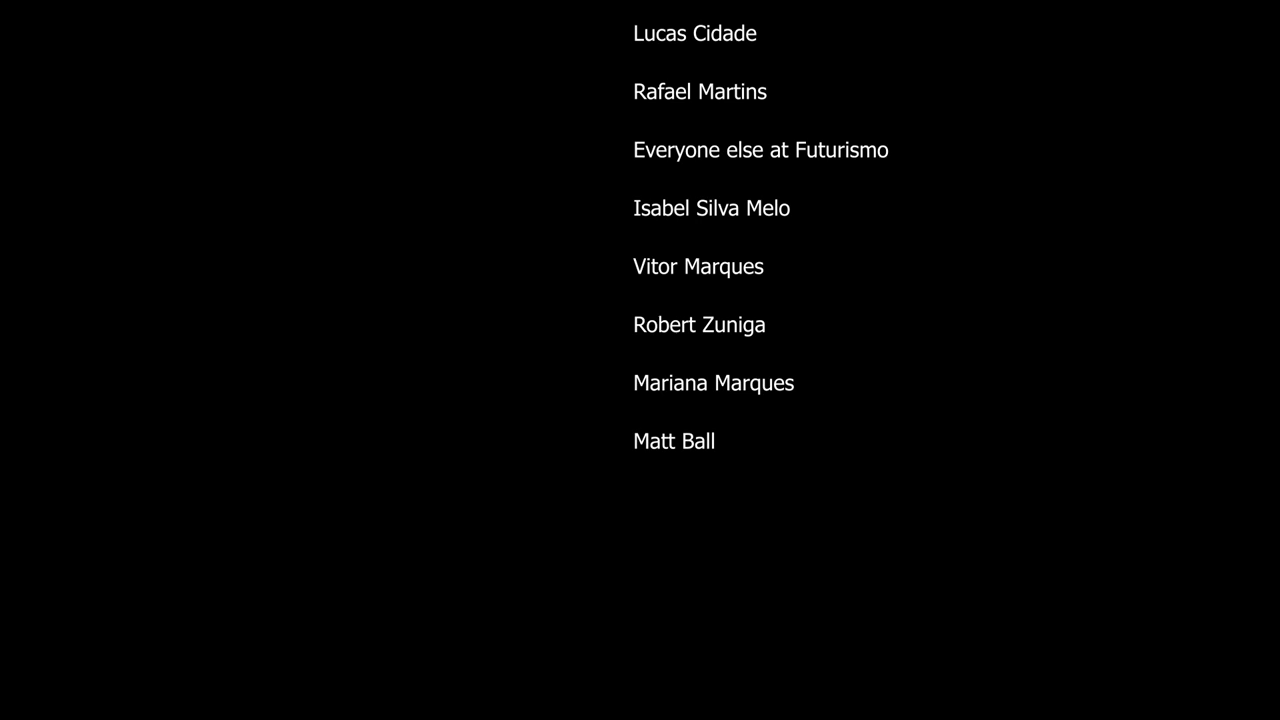 Lucas Cidade
Rafael Martins
Everyone else at Futurismo
Isabel Silva Melo
Vitor Marques
Robert Zuniga
Mariana Marques
Matt Ball